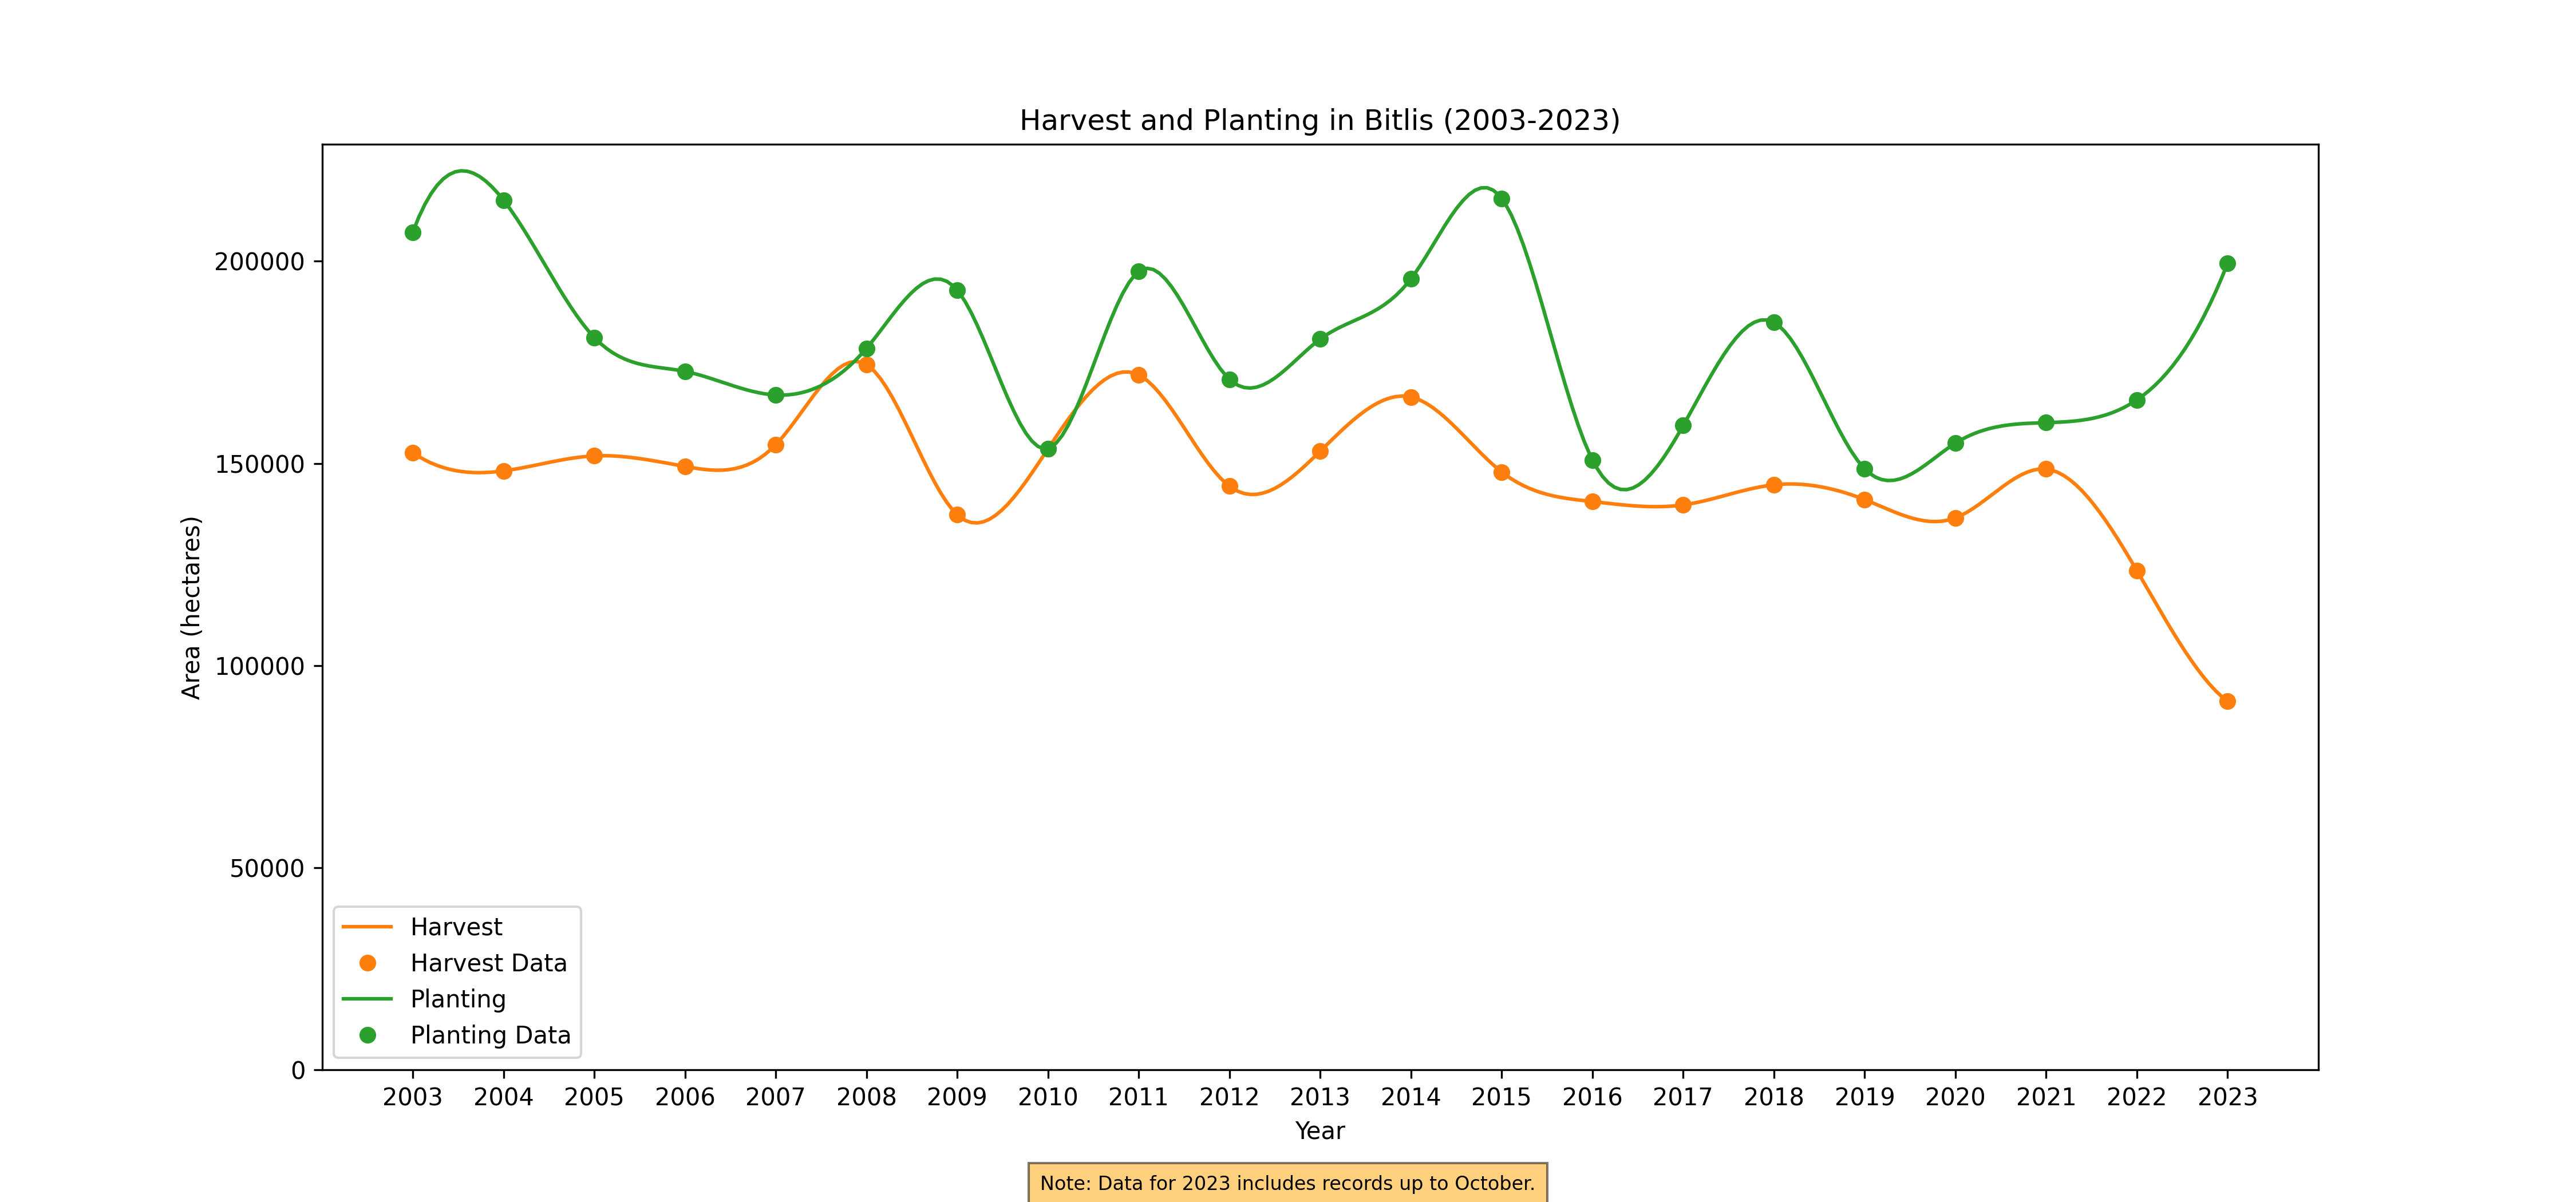 Harvest and Planting in Bitlis (2003-2023)
Area (hectares)
200000
150000
100000
50000
0
Harvest
Harvest Data
Planting
Planting Data
2003 2004 2005 2006 2007 2008 2009 2010 2011 2012 2013 2014 2015 2016 2017 2018 2019 2020 2021 2022 2023
Year
Note: Data for 2023 includes records up to October.